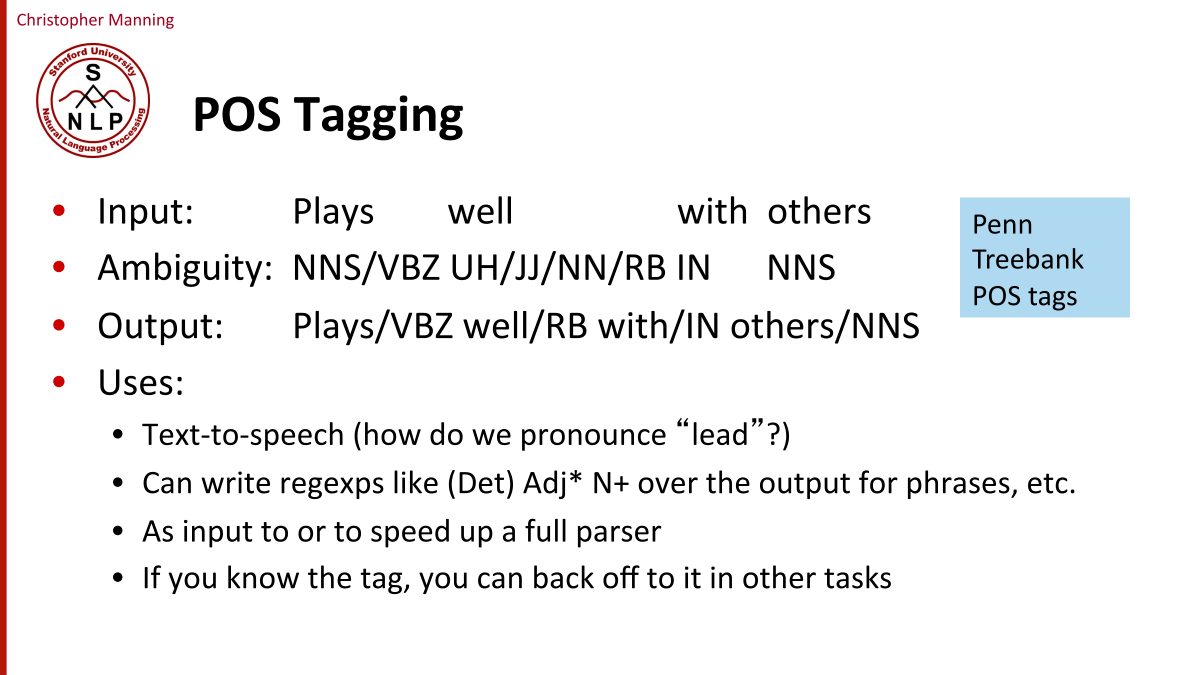 Christopher Manning
Stanford University
S
NLP
Natural Language Processing
POS Tagging
• Input: Plays well with others
• Ambiguity: NNS/VBZ UH/JJ/NN/RB IN NNS
• Output: Plays/VBZ well/RB with/IN others/NNS
• Uses:
• Text-to-speech (how do we pronounce “lead”?)
• Can write regexps like (Det) Adj* N+ over the output for phrases, etc.
• As input to or to speed up a full parser
• If you know the tag, you can back off to it in other tasks
Penn
Treebank
POS tags